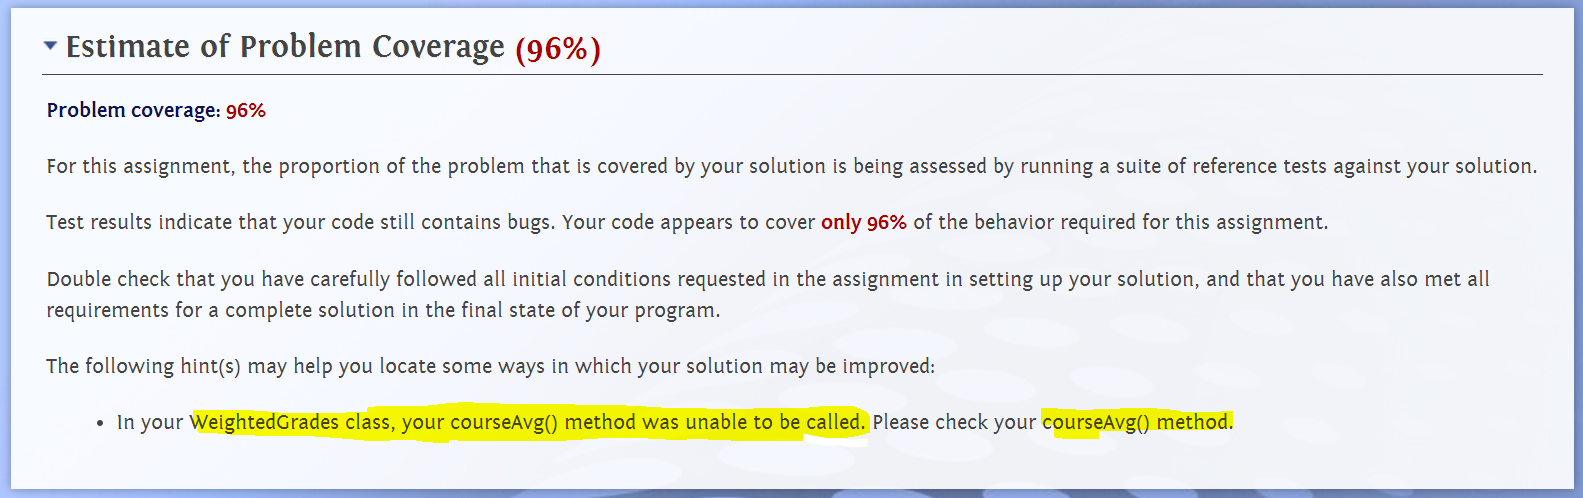 Estimate of Problem Coverage (96%)
Problem coverage: 96%
For this assignment, the proportion of the problem that is covered by your solution is being assessed by running a suite of reference tests against your solution.
Test results indicate that your code still contains bugs. Your code appears to cover only 96% of the behavior required for this assignment.
Double check that you have carefully followed all initial conditions requested in the assignment in setting up your solution, and that you have also met all
requirements for a complete solution in the final state of your program.
The following hint(s) may help you locate some ways in which your solution may be improved:
• In your WeightedGrades class, your courseAvg() method was unable to be called. Please check your courseAvg() method.